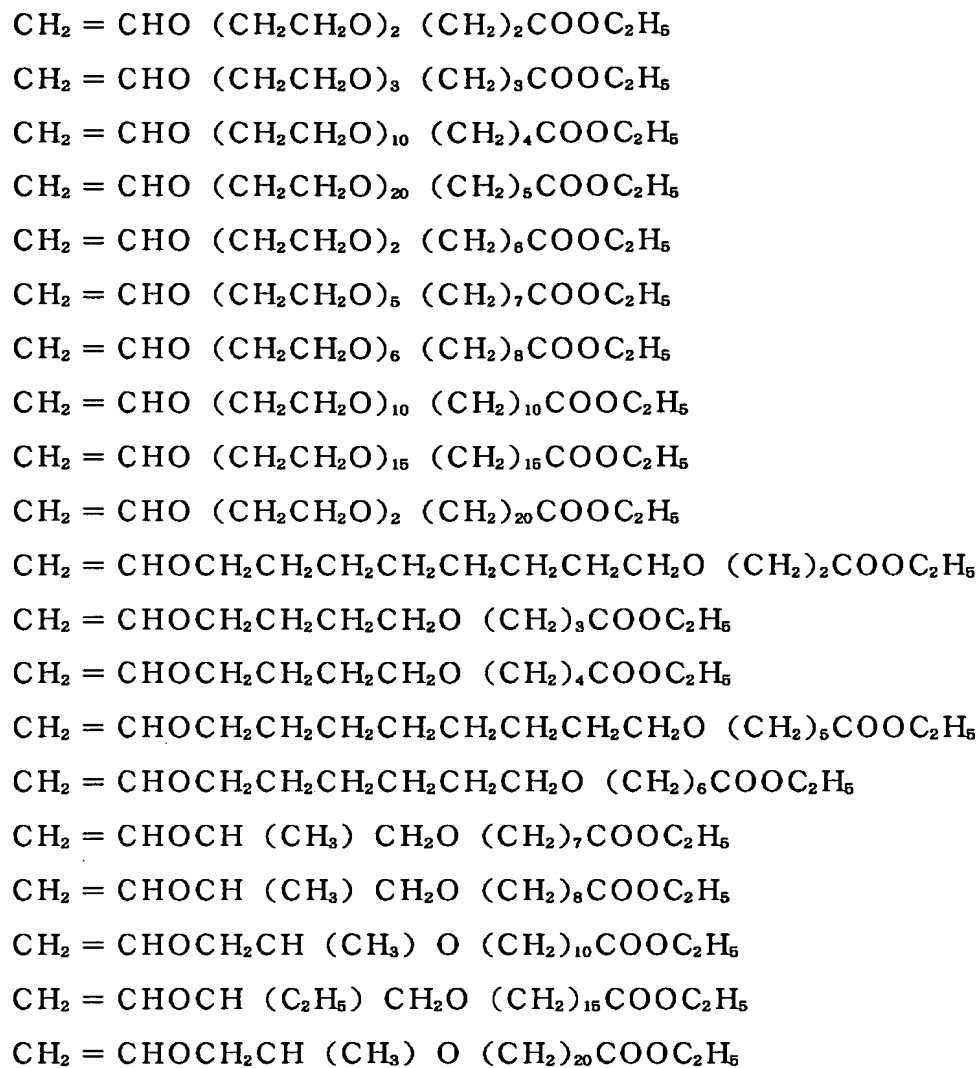 CH₂ = CHO (CH₂CH₂O)₂ (CH₂)₂COOC₂H₅
CH₂ = CHO (CH₂CH₂O)₃ (CH₂)₃COOC₂H₅
CH₂ = CHO (CH₂CH₂O)₁₀ (CH₂)₄COOC₂H₅
CH₂ = CHO (CH₂CH₂O)₂₀ (CH₂)₅COOC₂H₅
CH₂ = CHO (CH₂CH₂O)₂ (CH₂)₆COOC₂H₅
CH₂ = CHO (CH₂CH₂O)₅ (CH₂)₇COOC₂H₅
CH₂ = CHO (CH₂CH₂O)₆ (CH₂)₈COOC₂H₅
CH₂ = CHO (CH₂CH₂O)₁₀ (CH₂)₁₀COOC₂H₅
CH₂ = CHO (CH₂CH₂O)₁₅ (CH₂)₁₅COOC₂H₅
CH₂ = CHO (CH₂CH₂O)₂ (CH₂)₂₀COOC₂H₅
CH₂ = CHOCH₂CH₂CH₂CH₂CH₂CH₂CH₂CH₂O (CH₂)₂COOC₂H₅
CH₂ = CHOCH₂CH₂CH₂CH₂O (CH₂)₃COOC₂H₅
CH₂ = CHOCH₂CH₂CH₂CH₂O (CH₂)₄COOC₂H₅
CH₂ = CHOCH₂CH₂CH₂CH₂CH₂CH₂CH₂CH₂O (CH₂)₅COOC₂H₅
CH₂ = CHOCH₂CH₂CH₂CH₂CH₂CH₂O (CH₂)₆COOC₂H₅
CH₂ = CHOCH (CH₃) CH₂O (CH₂)₇COOC₂H₅
CH₂ = CHOCH (CH₃) CH₂O (CH₂)₈COOC₂H₅
CH₂ = CHOCH₂CH (CH₃) O (CH₂)₁₀COOC₂H₅
CH₂ = CHOCH (C₂H₅) CH₂O (CH₂)₁₅COOC₂H₅
CH₂ = CHOCH₂CH (CH₃) O (CH₂)₂₀COOC₂H₅